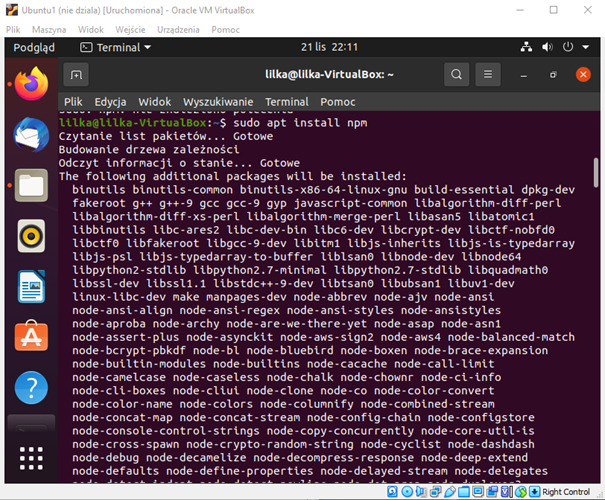 Ubuntu1 (nie dziala) [Uruchomiona] - Oracle VM VirtualBox
Plik Maszyna Widok Wejście Urządzenia Pomoc
Podgląd Terminal 21 lis 22:11
lilka@lilka-VirtualBox: ~
Plik Edycja Widok Wyszukiwanie Terminal Pomoc
lilka@lilka-VirtualBox:~$ sudo apt install npm
Czytanie list pakietów... Gotowe
Budowanie drzewa zależności
Odczyt informacji o stanie... Gotowe
The following additional packages will be installed:
binutils binutils-common binutils-x86-64-linux-gnu build-essential dpkg-dev
fakeroot g++ g++-9 gcc gcc-9 gyp javascript-common libalgorithm-diff-perl
libalgorithm-diff-xs-perl libalgorithm-merge-perl libasan5 libatomic1
libbinutils libc-ares2 libc-dev-bin libc6-dev libcrypt-dev libctf-nobfd0
libctf0 libfakeroot libgcc-9-dev libitm1 libjs-inherits libjs-is-typedarray
libjs-psl libjs-typedarray-to-buffer liblsan0 libnode-dev libnode64
libpython2-stdlib libpython2.7-minimal libpython2.7-stdlib libquadmath0
libssl-dev libssl1.1 libstdc++-9-dev libtsan0 libubsan1 libuv1-dev
linux-libc-dev make manpages-dev node-abbrev node-ajv node-ansi
node-ansi-align node-ansi-regex node-ansi-styles node-ansistyles
node-aproba node-archy node-are-we-there-yet node-asap node-asn1
node-assert-plus node-asynckit node-aws-sign2 node-aws4 node-balanced-match
node-bcrypt-pbkdf node-bl node-bluebird node-boxen node-brace-expansion
node-builtin-modules node-builtins node-cacache node-call-limit
node-camelcase node-caseless node-chalk node-chownr node-ci-info
node-cli-boxes node-cliui node-clone node-co node-color-convert
node-color-name node-colors node-columnify node-combined-stream
node-concat-map node-concat-stream node-config-chain node-configstore
node-console-control-strings node-copy-concurrently node-core-util-is
node-cross-spawn node-crypto-random-string node-cyclist node-dashdash
node-debug node-decamelize node-decompress-response node-deep-extend
node-defaults node-define-properties node-delayed-stream node-delegates
Right Control